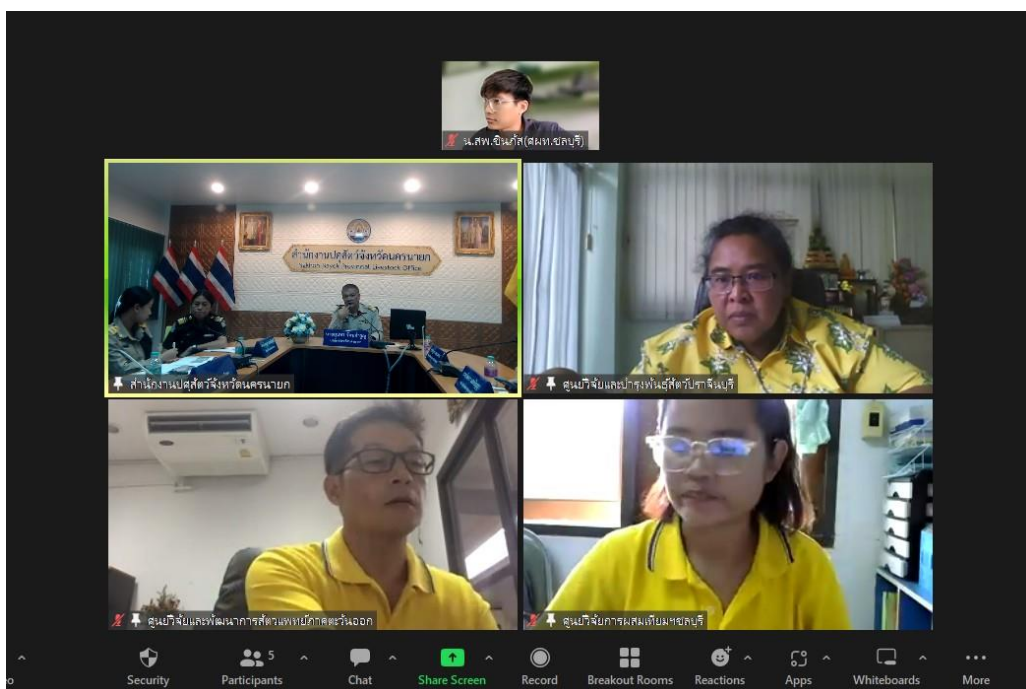 น.สพ.ชินภัส(ศผท.ชลบุรี)
สำนักงานปศุสัตว์จังหวัดนครนายก
Nakhon Nayok Provincial Livestock Office
สำนักงานปศุสัตว์จังหวัดนครนายก
ศูนย์วิจัยและบำรุงพันธุ์สัตว์ปราจีนบุรี
ศูนย์วิจัยและพัฒนาการสัตวแพทย์ภาคตะวันออก
ศูนย์วิจัยการผสมเทียมฯชลบุรี
5
Security
Participants
Chat
Share Screen
Record
Breakout Rooms
Reactions
Apps
Whiteboards
More